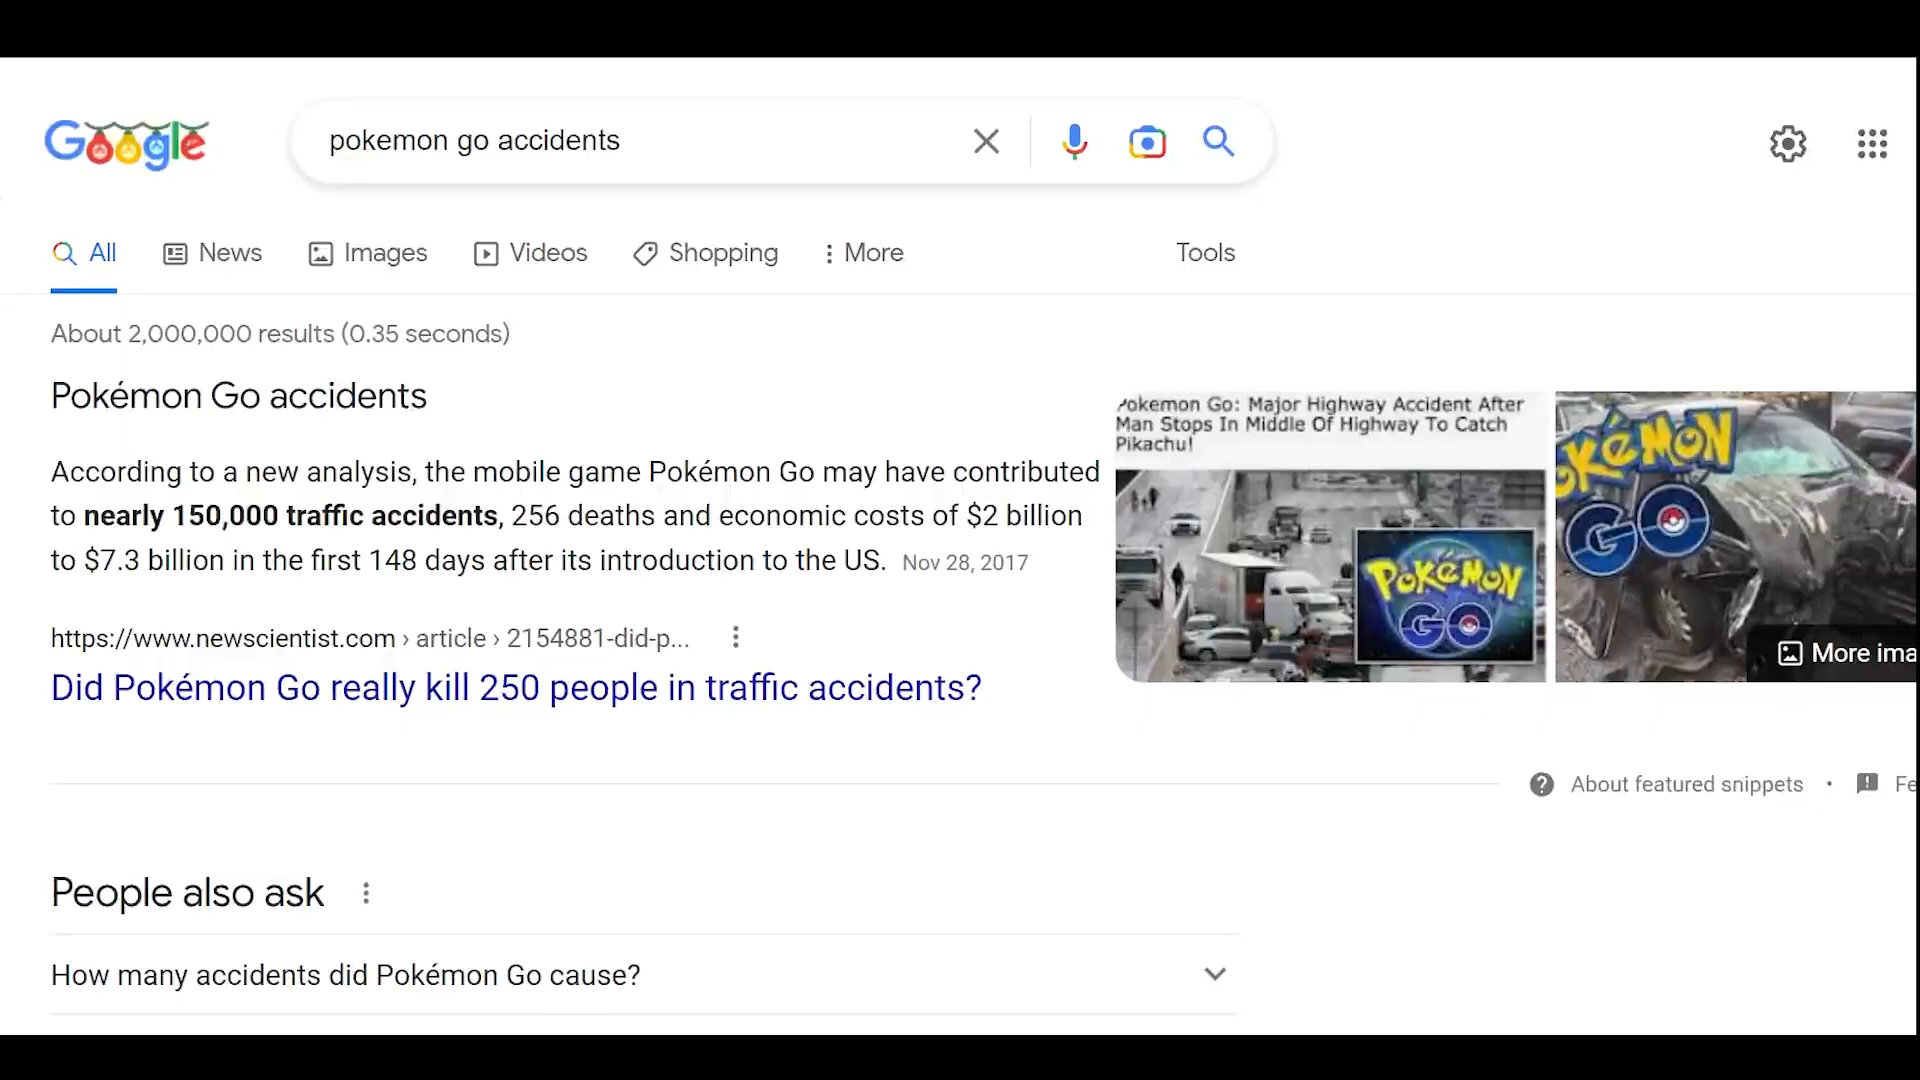 Google
pokemon go accidents
All
News
Images
Videos
Shopping
More
Tools
About 2,000,000 results (0.35 seconds)
Pokémon Go accidents
According to a new analysis, the mobile game Pokémon Go may have contributed
to nearly 150,000 traffic accidents, 256 deaths and economic costs of $2 billion
to $7.3 billion in the first 148 days after its introduction to the US. Nov 28, 2017
https://www.newscientist.com › article › 2154881-did-p...
Did Pokémon Go really kill 250 people in traffic accidents?
Pokemon Go: Major Highway Accident After
Man Stops In Middle Of Highway To Catch
Pikachu!
POKéMON
GO
POKéMON
GO
More ima
About featured snippets
Fe
People also ask
How many accidents did Pokémon Go cause?